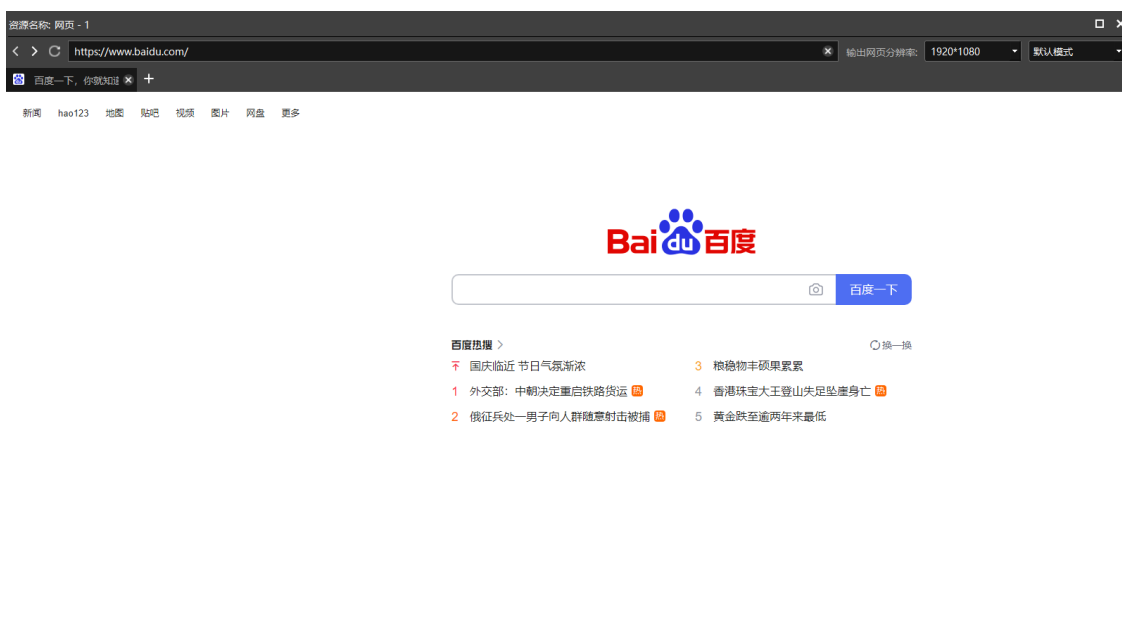 资源名称: 网页 - 1
https://www.baidu.com/ 输出网页分辨率: 1920*1080 默认模式
百度一下，你就知道
新闻 hao123 地图 贴吧 视频 图片 网盘 更多
Bai du 百度
百度一下
百度热搜 换一换
国庆临近 节日气氛渐浓
3 粮稳物丰硕果累累
1 外交部：中朝决定重启铁路货运 热
4 香港珠宝大王登山失足坠崖身亡 热
2 俄征兵处一男子向人群随意射击被捕 热
5 黄金跌至逾两年来最低